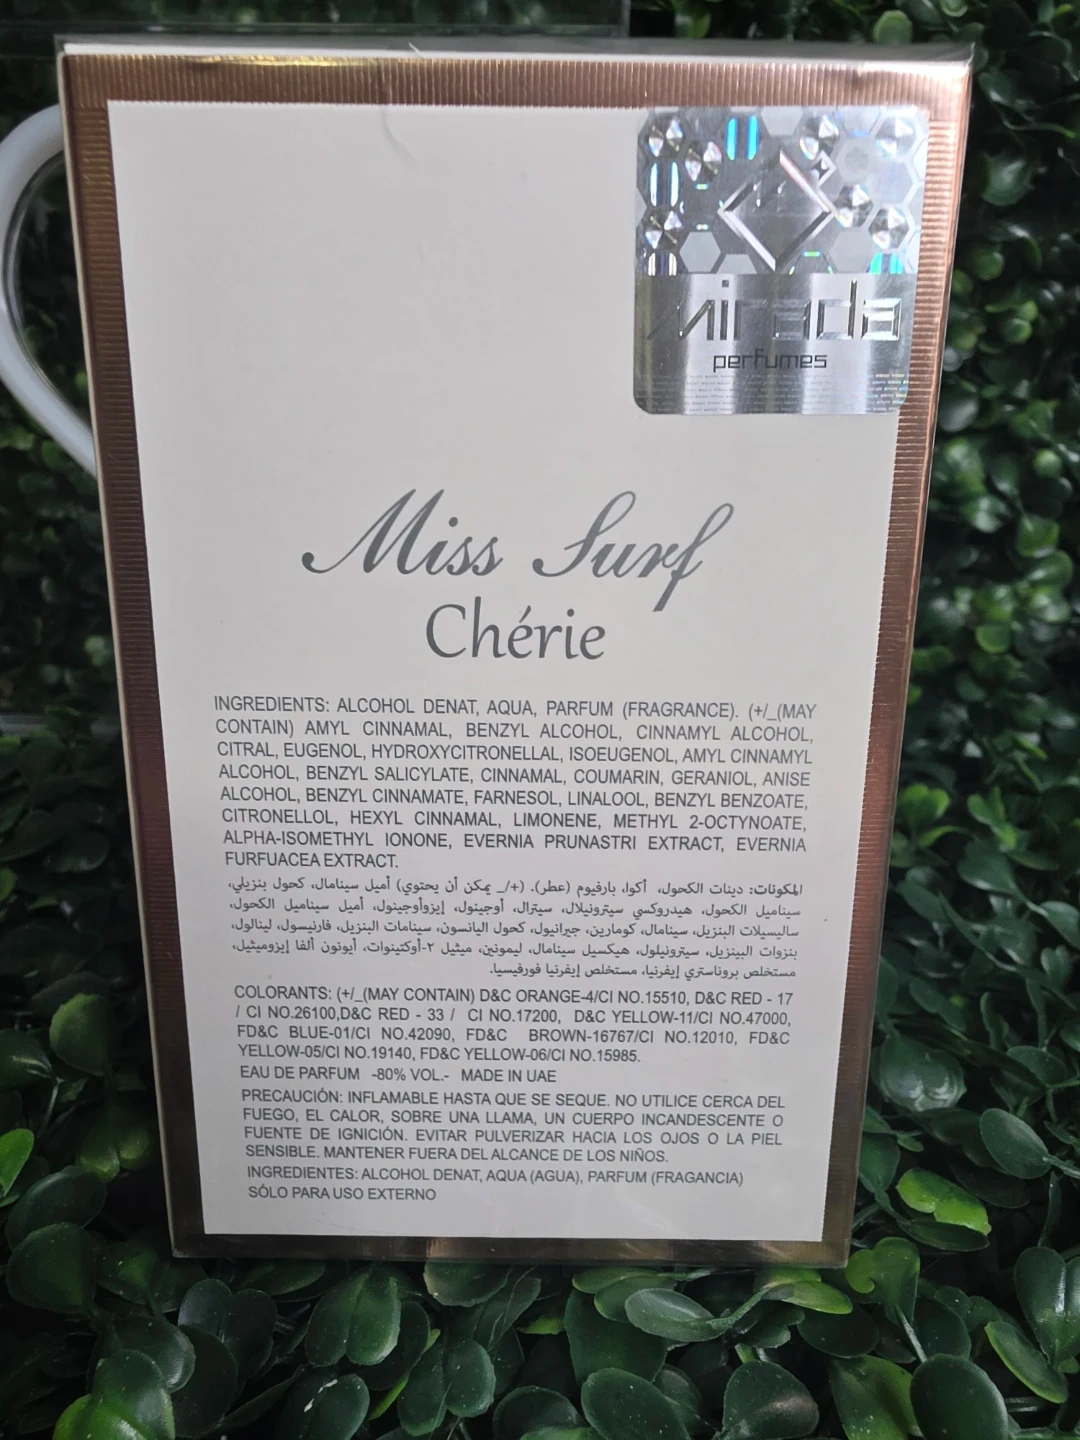 mirada
perfumes
Miss Surf
Chérie
INGREDIENTS: ALCOHOL DENAT, AQUA, PARFUM (FRAGRANCE). (+/_(MAY
CONTAIN) AMYL CINNAMAL, BENZYL ALCOHOL, CINNAMYL ALCOHOL,
CITRAL, EUGENOL, HYDROXYCITRONELLAL, ISOEUGENOL, AMYL CINNAMYL
ALCOHOL, BENZYL SALICYLATE, CINNAMAL, COUMARIN, GERANIOL, ANISE
ALCOHOL, BENZYL CINNAMATE, FARNESOL, LINALOOL, BENZYL BENZOATE,
CITRONELLOL, HEXYL CINNAMAL, LIMONENE, METHYL 2-OCTYNOATE,
ALPHA-ISOMETHYL IONONE, EVERNIA PRUNASTRI EXTRACT, EVERNIA
FURFUACEA EXTRACT.
المكونات: دينات الكحول، أكوا، بارفيوم (عطر). (+/_ يمكن أن يحتوي) أميل سينامال، كحول بنزيلي،
سيناميل الكحول، هيدروكسي سيترونيلال، سيترال، أوجينول، إيزوأوجينول، أميل سيناميل الكحول،
ساليسيلات البنزيل، سينامال، كومارين، جيرانيول، كحول اليانسون، سينامات البنزيل، فارنيسول، لينالول،
بنزوات البينزيل، سيترونيلول، هيكسيل سينامال، ليمونين، ميثيل ٢-أوكتينوات، أيونون ألفا إيزوميثيل،
مستخلص بروناستري إيفرنيا، مستخلص إيفرنيا فورفيسيا.
COLORANTS: (+/_(MAY CONTAIN) D&C ORANGE-4/CI NO.15510, D&C RED - 17
/ CI NO.26100,D&C RED - 33 / CI NO.17200, D&C YELLOW-11/CI NO.47000,
FD&C BLUE-01/CI NO.42090, FD&C BROWN-16767/CI NO.12010, FD&C
YELLOW-05/CI NO.19140, FD&C YELLOW-06/CI NO.15985.
EAU DE PARFUM -80% VOL.- MADE IN UAE
PRECAUCIÓN: INFLAMABLE HASTA QUE SE SEQUE. NO UTILICE CERCA DEL
FUEGO, EL CALOR, SOBRE UNA LLAMA, UN CUERPO INCANDESCENTE O
FUENTE DE IGNICIÓN. EVITAR PULVERIZAR HACIA LOS OJOS O LA PIEL
SENSIBLE. MANTENER FUERA DEL ALCANCE DE LOS NIÑOS.
INGREDIENTES: ALCOHOL DENAT, AQUA (AGUA), PARFUM (FRAGANCIA)
SÓLO PARA USO EXTERNO